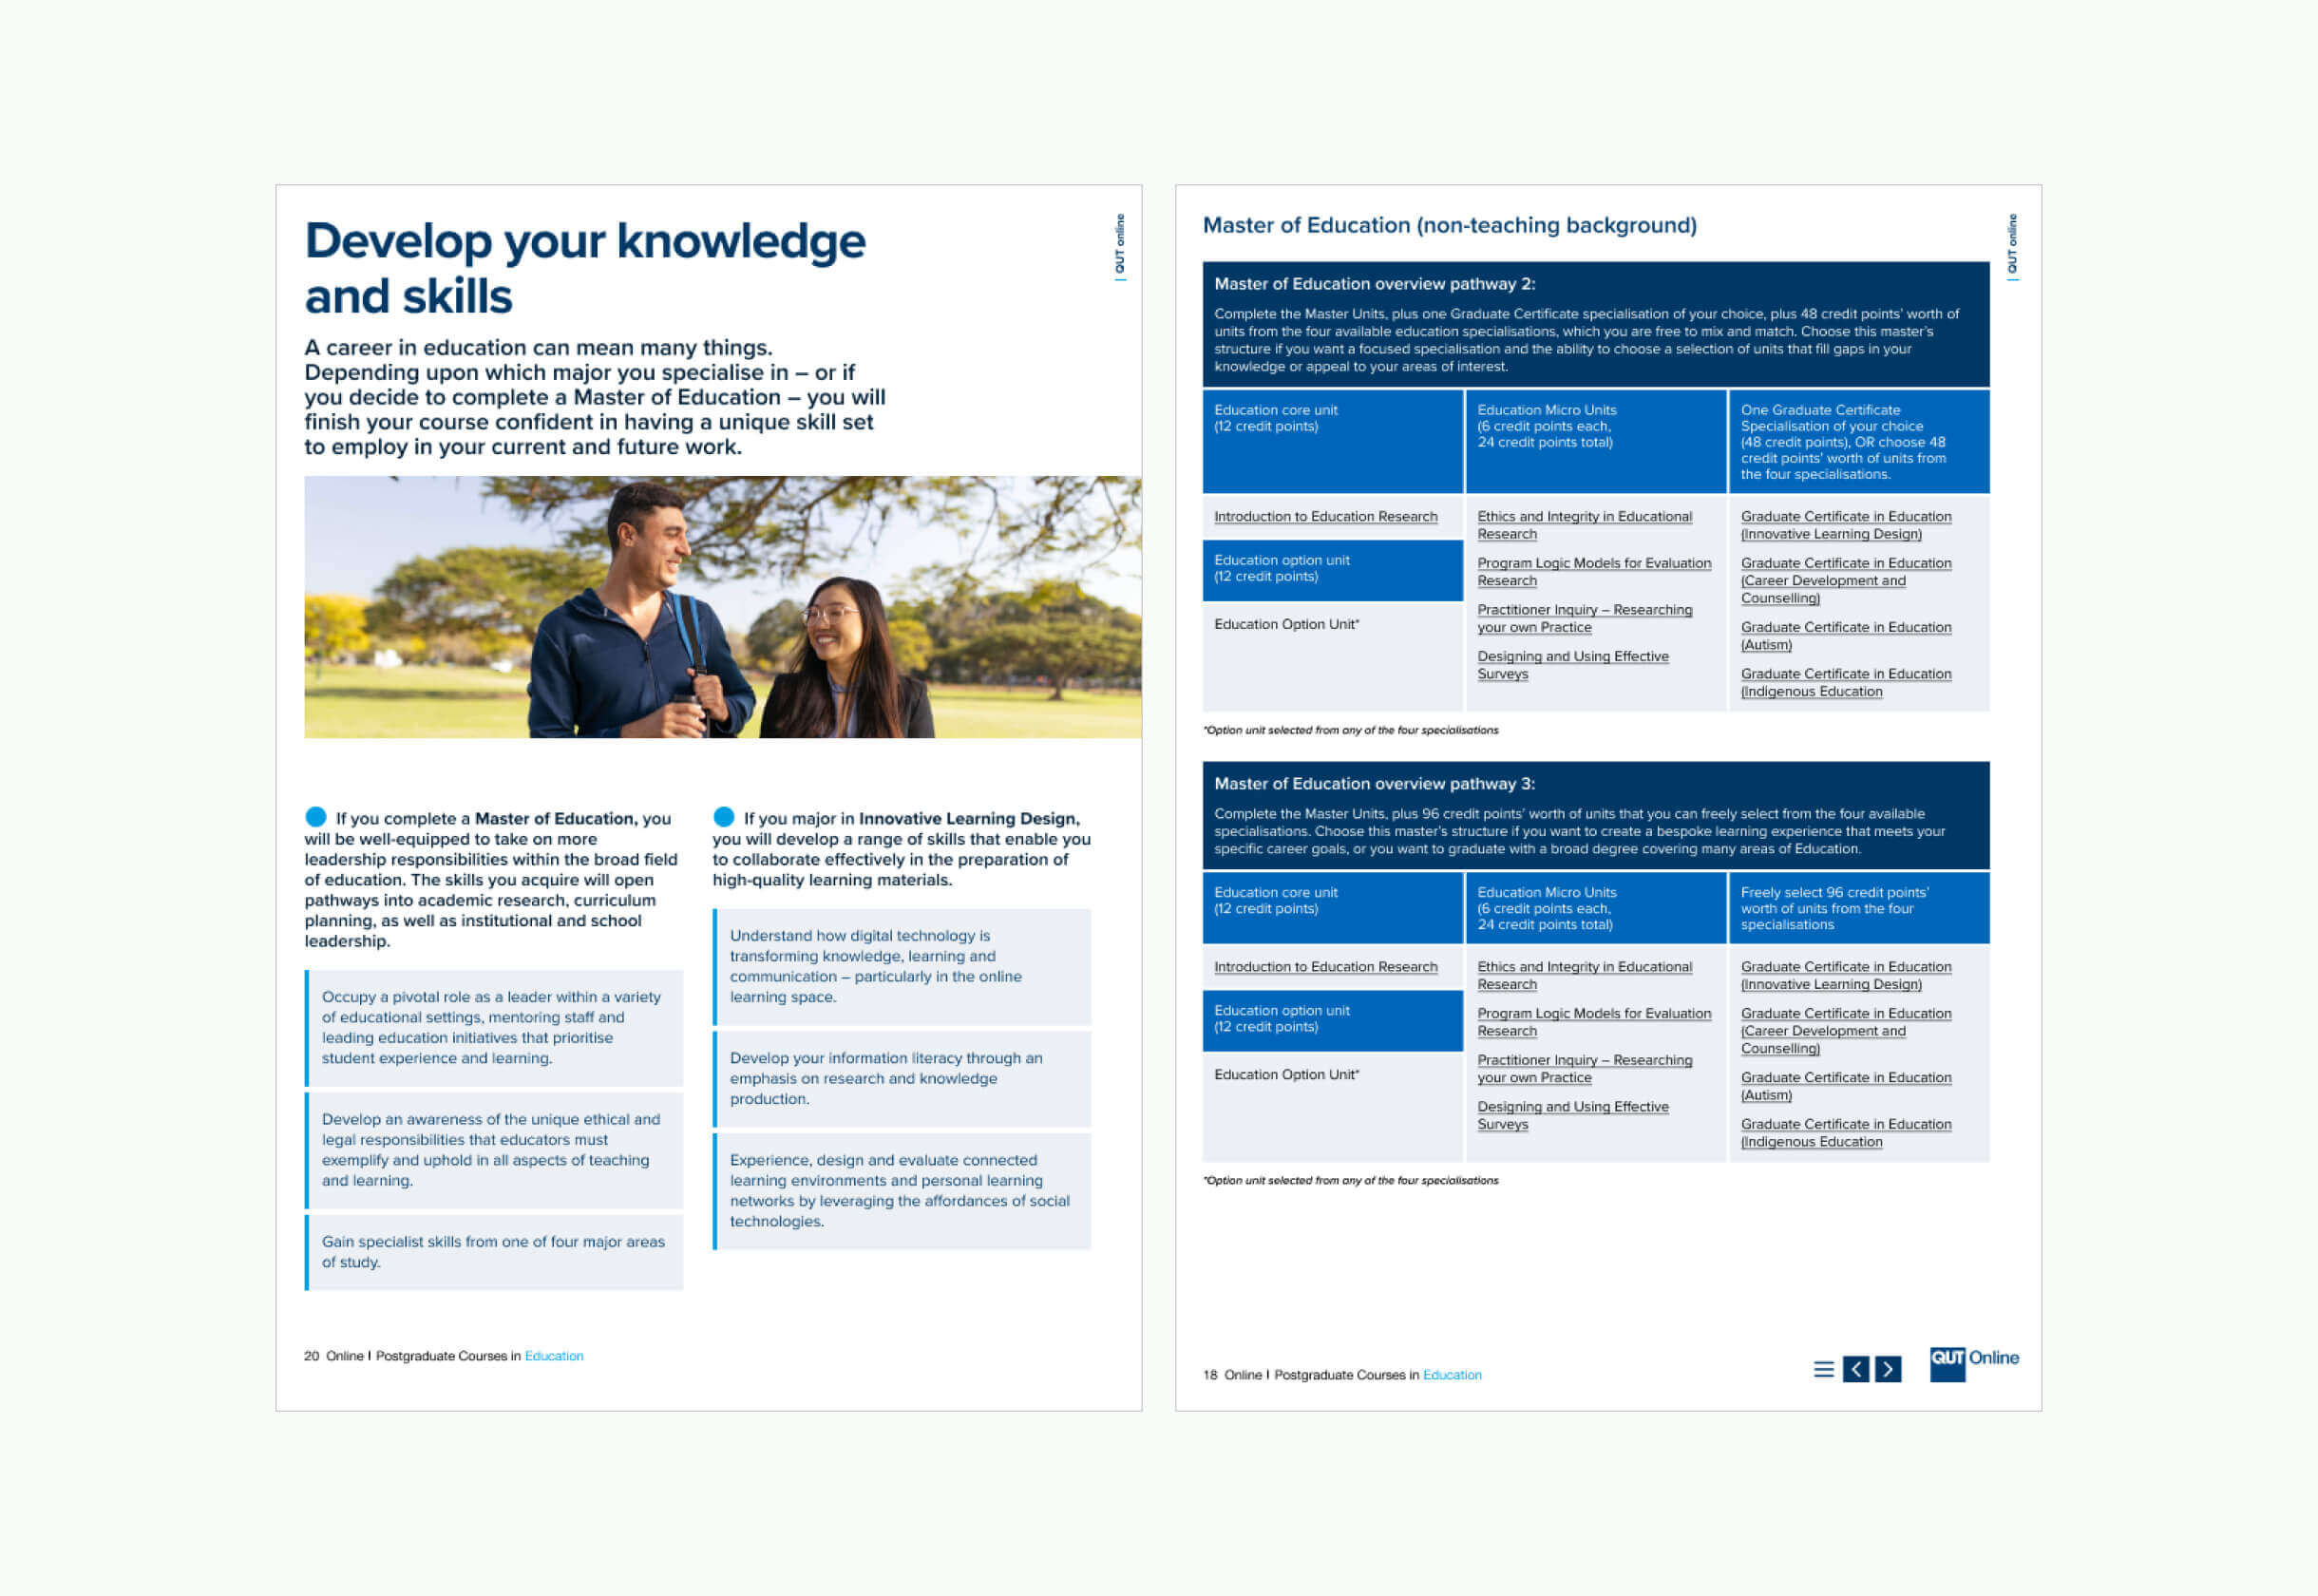 Develop your knowledge
and skills
| QUT online
A career in education can mean many things.
Depending upon which major you specialise in – or if
you decide to complete a Master of Education – you will
finish your course confident in having a unique skill set
to employ in your current and future work.
If you complete a Master of Education, you
will be well-equipped to take on more
leadership responsibilities within the broad field
of education. The skills you acquire will open
pathways into academic research, curriculum
planning, as well as institutional and school
leadership.
Occupy a pivotal role as a leader within a variety
of educational settings, mentoring staff and
leading education initiatives that prioritise
student experience and learning.
Develop an awareness of the unique ethical and
legal responsibilities that educators must
exemplify and uphold in all aspects of teaching
and learning.
Gain specialist skills from one of four major areas
of study.
If you major in Innovative Learning Design,
you will develop a range of skills that enable you
to collaborate effectively in the preparation of
high-quality learning materials.
Understand how digital technology is
transforming knowledge, learning and
communication – particularly in the online
learning space.
Develop your information literacy through an
emphasis on research and knowledge
production.
Experience, design and evaluate connected
learning environments and personal learning
networks by leveraging the affordances of social
technologies.
20 Online | Postgraduate Courses in Education
Master of Education (non-teaching background)
| QUT online
Master of Education overview pathway 2:
Complete the Master Units, plus one Graduate Certificate specialisation of your choice, plus 48 credit points' worth of
units from the four available education specialisations, which you are free to mix and match. Choose this master's
structure if you want a focused specialisation and the ability to choose a selection of units that fill gaps in your
knowledge or appeal to your areas of interest.
Education core unit
(12 credit points)
Introduction to Education Research
Education option unit
(12 credit points)
Education Option Unit*
Education Micro Units
(6 credit points each,
24 credit points total)
Ethics and Integrity in Educational
Research
Program Logic Models for Evaluation
Research
Practitioner Inquiry – Researching
your own Practice
Designing and Using Effective
Surveys
One Graduate Certificate
Specialisation of your choice
(48 credit points), OR choose 48
credit points' worth of units from
the four specialisations.
Graduate Certificate in Education
(Innovative Learning Design)
Graduate Certificate in Education
(Career Development and
Counselling)
Graduate Certificate in Education
(Autism)
Graduate Certificate in Education
(Indigenous Education
*Option unit selected from any of the four specialisations
Master of Education overview pathway 3:
Complete the Master Units, plus 96 credit points' worth of units that you can freely select from the four available
specialisations. Choose this master's structure if you want to create a bespoke learning experience that meets your
specific career goals, or you want to graduate with a broad degree covering many areas of Education.
Education core unit
(12 credit points)
Introduction to Education Research
Education option unit
(12 credit points)
Education Option Unit*
Education Micro Units
(6 credit points each,
24 credit points total)
Ethics and Integrity in Educational
Research
Program Logic Models for Evaluation
Research
Practitioner Inquiry – Researching
your own Practice
Designing and Using Effective
Surveys
Freely select 96 credit points'
worth of units from the four
specialisations
Graduate Certificate in Education
(Innovative Learning Design)
Graduate Certificate in Education
(Career Development and
Counselling)
Graduate Certificate in Education
(Autism)
Graduate Certificate in Education
(Indigenous Education
*Option unit selected from any of the four specialisations
18 Online | Postgraduate Courses in Education
QUT Online